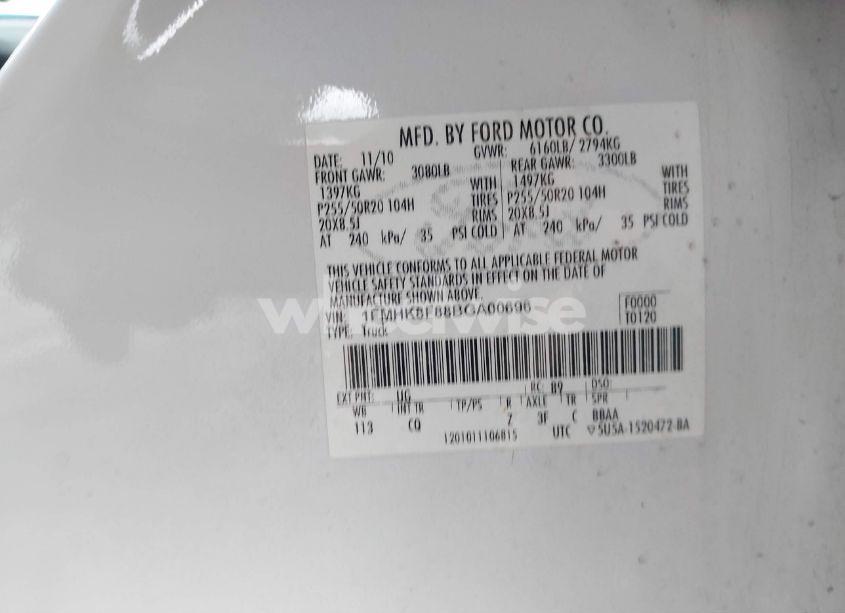 MFD. BY FORD MOTOR CO.
DATE: 11/10 GVWR: 6160LB/ 2794KG
FRONT GAWR: 3080LB REAR GAWR: 3300LB
1397KG WITH 1497KG WITH
P255/50R20 104H TIRES P255/50R20 104H TIRES
20X8.5J RIMS 20X8.5J RIMS
AT 240 kPa/ 35 PSI COLD AT 240 kPa/ 35 PSI COLD
THIS VEHICLE CONFORMS TO ALL APPLICABLE FEDERAL MOTOR
VEHICLE SAFETY STANDARDS IN EFFECT ON THE DATE OF
MANUFACTURE SHOWN ABOVE.
VIN: 1FMHK8F88BGA00696 F0000
TYPE: Truck T0120
EXT PNT: UG RC: B9 DSO:
WB INT TR TP/PS R AXLE TR SPR
113 CQ Z 3F C BBAA
1201011106815 UTC 5U5A-1520472-BA